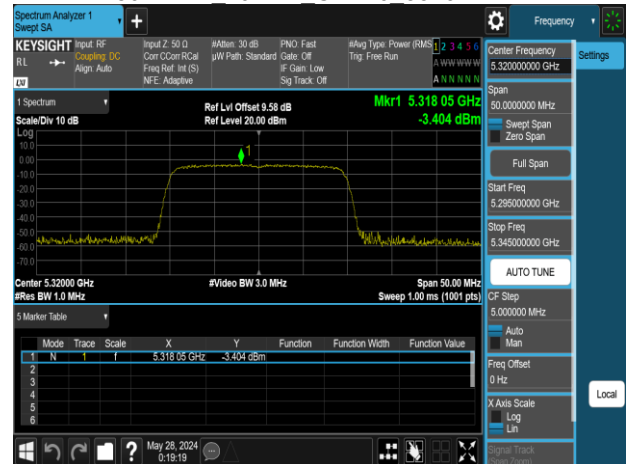 Spectrum Analyzer 1
Swept SA
Frequency
KEYSIGHT
RL
Input: RF
Coupling: DC
Align: Auto
Input Z: 50 Ω
Corr CCorr RCal
Freq Ref: Int (S)
NFE: Adaptive
#Atten: 30 dB
µW Path: Standard
PNO: Fast
Gate: Off
IF Gain: Low
Sig Track: Off
#Avg Type: Power (RMS)
Trig: Free Run
1 2 3 4 5 6
A W W W W W
A N N N N N
1 Spectrum
Scale/Div 10 dB
Ref Lvl Offset 9.58 dB
Ref Level 20.00 dBm
Mkr1 5.318 05 GHz
-3.404 dBm
Log
10.0
0.00
-10.0
-20.0
-30.0
-40.0
-50.0
-60.0
-70.0
1
Center 5.32000 GHz
#Res BW 1.0 MHz
#Video BW 3.0 MHz
Span 50.00 MHz
Sweep 1.00 ms (1001 pts)
5 Marker Table
Mode Trace Scale X Y Function Function Width Function Value
1 N 1 f 5.318 05 GHz -3.404 dBm
2
3
4
5
6
May 28, 2024
0:19:19
Center Frequency
5.320000000 GHz
Span
50.0000000 MHz
Swept Span
Zero Span
Full Span
Start Freq
5.295000000 GHz
Stop Freq
5.345000000 GHz
AUTO TUNE
CF Step
5.000000 MHz
Auto
Man
Freq Offset
0 Hz
X Axis Scale
Log
Lin
Signal Track
(Span Zoom)
Settings
Local